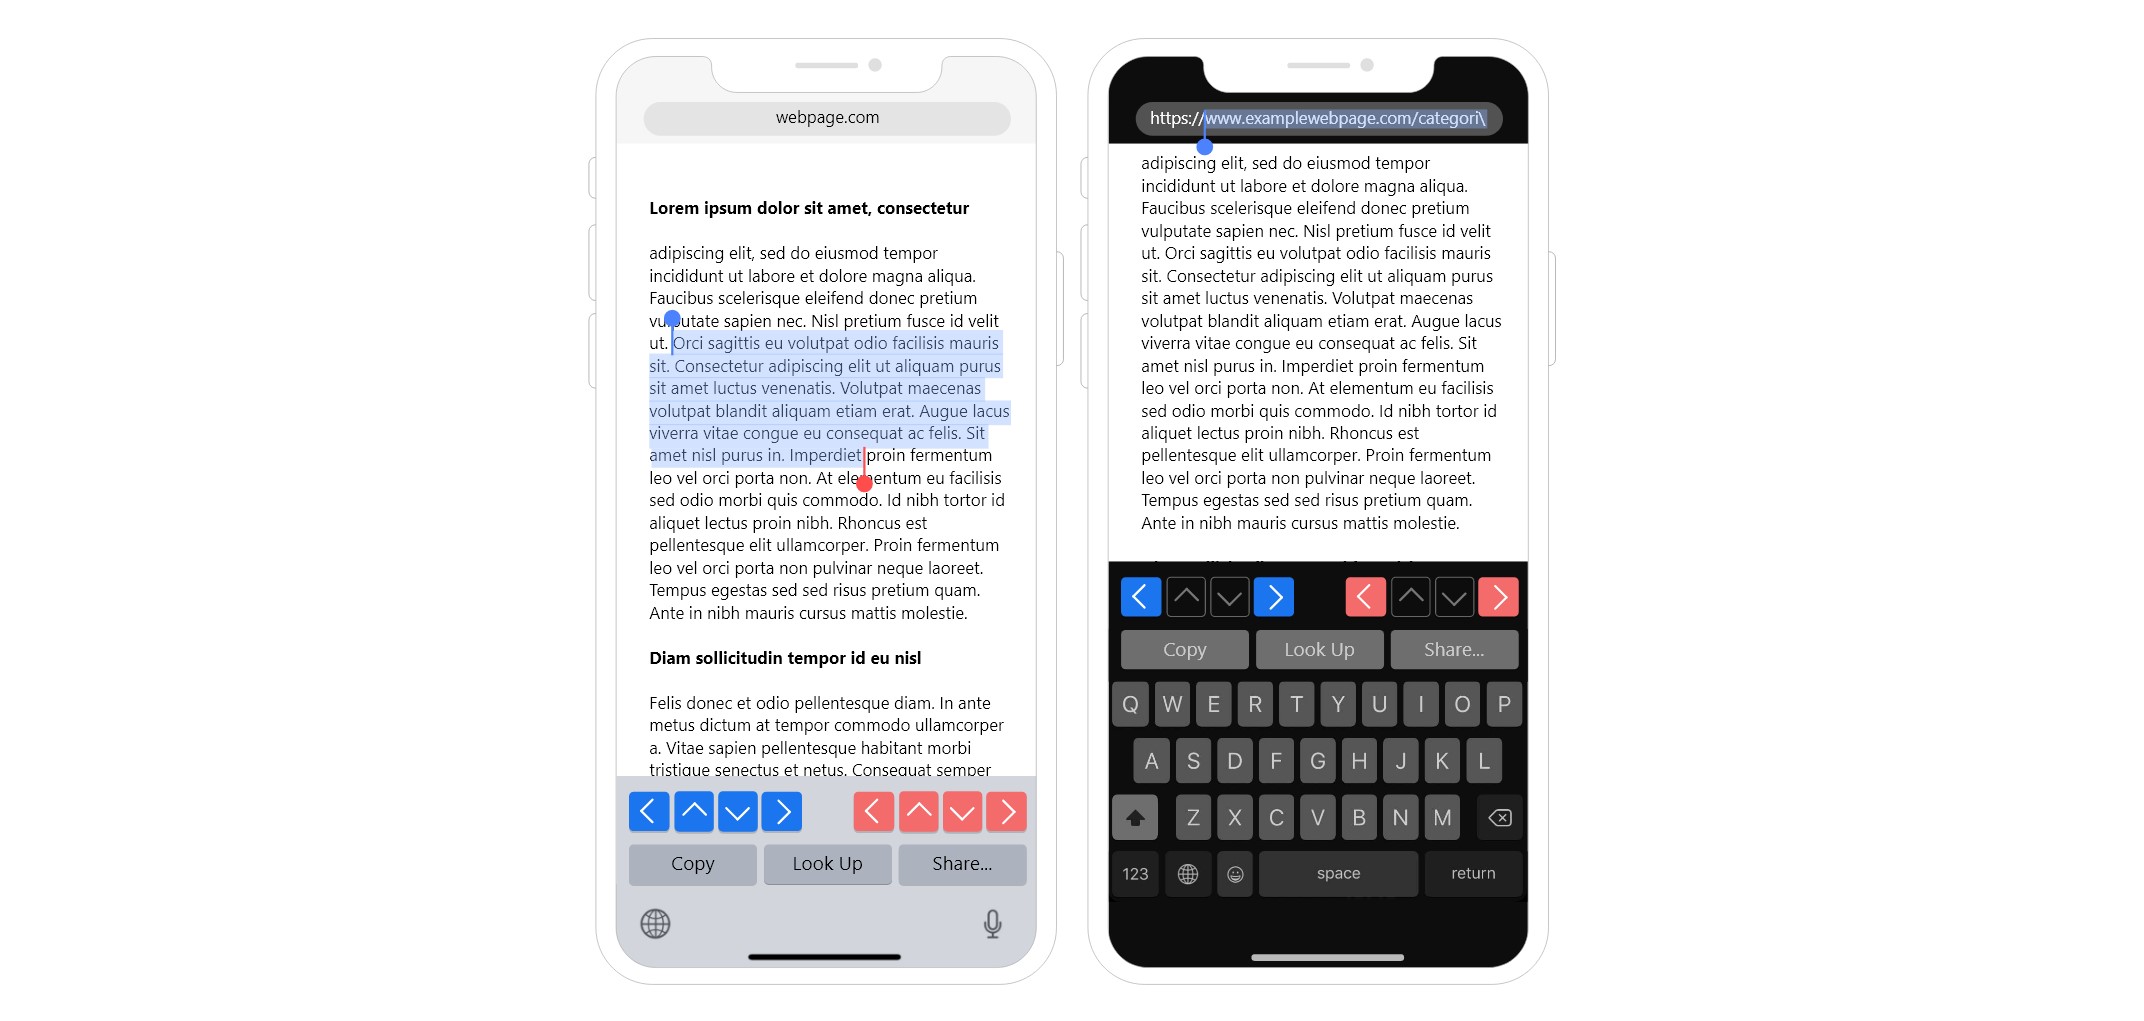 webpage.com
Lorem ipsum dolor sit amet, consectetur
adipiscing elit, sed do eiusmod tempor
incididunt ut labore et dolore magna aliqua.
Faucibus scelerisque eleifend donec pretium
vulputate sapien nec. Nisl pretium fusce id velit
ut. Orci sagittis eu volutpat odio facilisis mauris
sit. Consectetur adipiscing elit ut aliquam purus
sit amet luctus venenatis. Volutpat maecenas
volutpat blandit aliquam etiam erat. Augue lacus
viverra vitae congue eu consequat ac felis. Sit
amet nisl purus in. Imperdiet proin fermentum
leo vel orci porta non. At elementum eu facilisis
sed odio morbi quis commodo. Id nibh tortor id
aliquet lectus proin nibh. Rhoncus est
pellentesque elit ullamcorper. Proin fermentum
leo vel orci porta non pulvinar neque laoreet.
Tempus egestas sed sed risus pretium quam.
Ante in nibh mauris cursus mattis molestie.
Diam sollicitudin tempor id eu nisl
Felis donec et odio pellentesque diam. In ante
metus dictum at tempor commodo ullamcorper
a. Vitae sapien pellentesque habitant morbi
tristique senectus et netus. Consequat semper
Copy Look Up Share...
https://www.examplewebpage.com/categori\
adipiscing elit, sed do eiusmod tempor
incididunt ut labore et dolore magna aliqua.
Faucibus scelerisque eleifend donec pretium
vulputate sapien nec. Nisl pretium fusce id velit
ut. Orci sagittis eu volutpat odio facilisis mauris
sit. Consectetur adipiscing elit ut aliquam purus
sit amet luctus venenatis. Volutpat maecenas
volutpat blandit aliquam etiam erat. Augue lacus
viverra vitae congue eu consequat ac felis. Sit
amet nisl purus in. Imperdiet proin fermentum
leo vel orci porta non. At elementum eu facilisis
sed odio morbi quis commodo. Id nibh tortor id
aliquet lectus proin nibh. Rhoncus est
pellentesque elit ullamcorper. Proin fermentum
leo vel orci porta non pulvinar neque laoreet.
Tempus egestas sed sed risus pretium quam.
Ante in nibh mauris cursus mattis molestie.
Copy Look Up Share...
Q W E R T Y U I O P
A S D F G H J K L
Z X C V B N M
123 space return